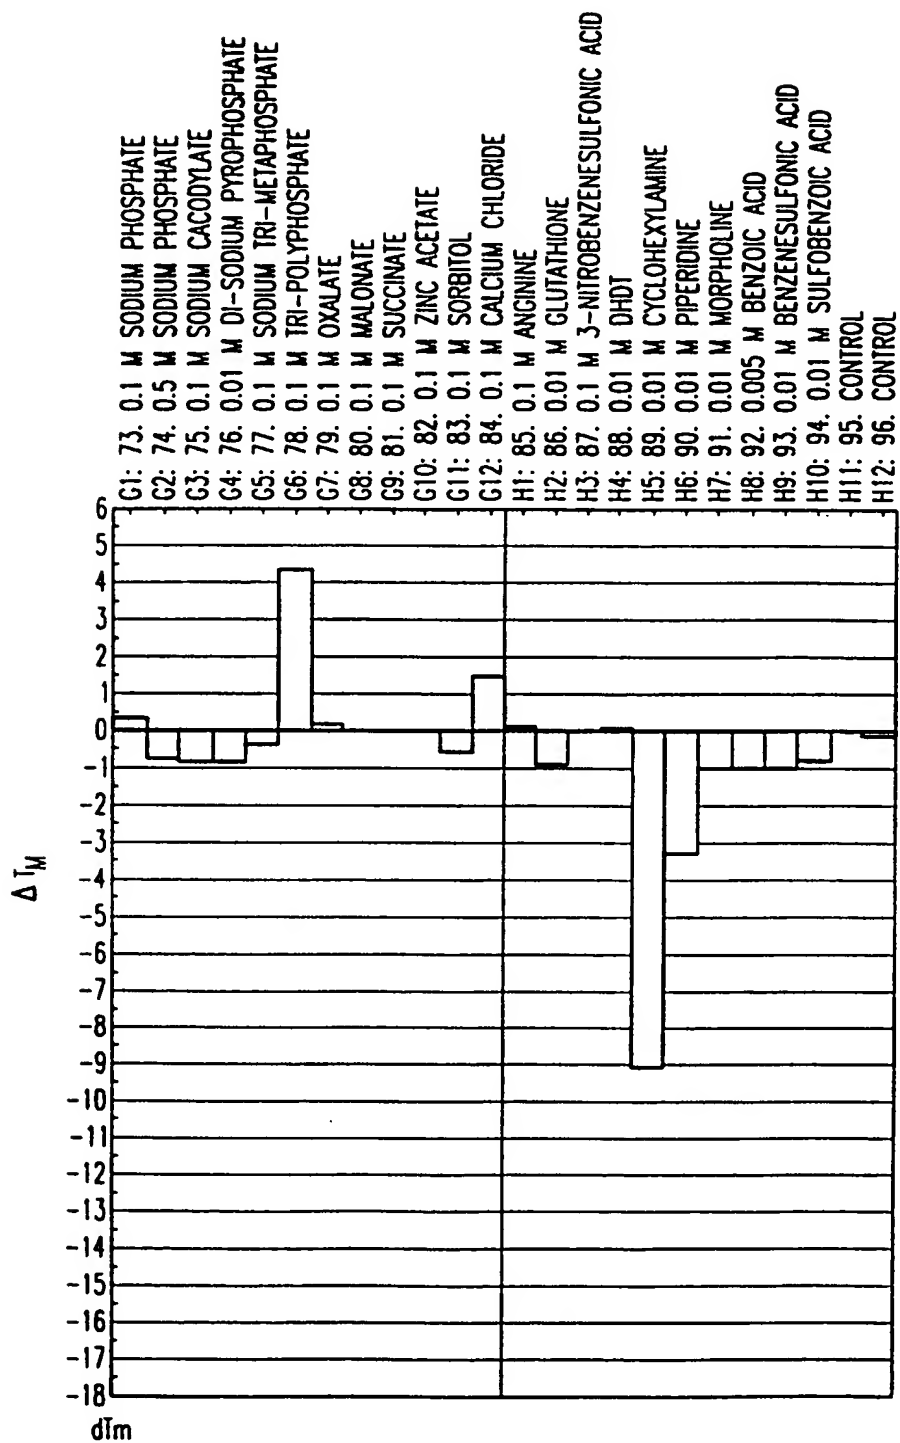 G1: 73. 0.1 M SODIUM PHOSPHATE
G2: 74. 0.5 M SODIUM PHOSPHATE
G3: 75. 0.1 M SODIUM CACODYLATE
G4: 76. 0.01 M DI-SODIUM PYROPHOSPHATE
G5: 77. 0.1 M SODIUM TRI-METAPHOSPHATE
G6: 78. 0.1 M TRI-POLYPHOSPHATE
G7: 79. 0.1 M OXALATE
G8: 80. 0.1 M MALONATE
G9: 81. 0.1 M SUCCINATE
G10: 82. 0.1 M ZINC ACETATE
G11: 83. 0.1 M SORBITOL
G12: 84. 0.1 M CALCIUM CHLORIDE
H1: 85. 0.1 M ANGININE
H2: 86. 0.01 M GLUTATHIONE
H3: 87. 0.1 M 3-NITROBENZENESULFONIC ACID
H4: 88. 0.01 M DHDT
H5: 89. 0.01 M CYCLOHEXYLAMINE
H6: 90. 0.01 M PIPERIDINE
H7: 91. 0.01 M MORPHOLINE
H8: 92. 0.005 M BENZOIC ACID
H9: 93. 0.01 M BENZENESULFONIC ACID
H10: 94. 0.01 M SULFOBENZOIC ACID
H11: 95. CONTROL
H12: 96. CONTROL
6
5
4
3
2
1
0
-1
-2
-3
-4
-5
-6
-7
-8
-9
-10
-11
-12
-13
-14
-15
-16
-17
-18
Δ TM
dTm